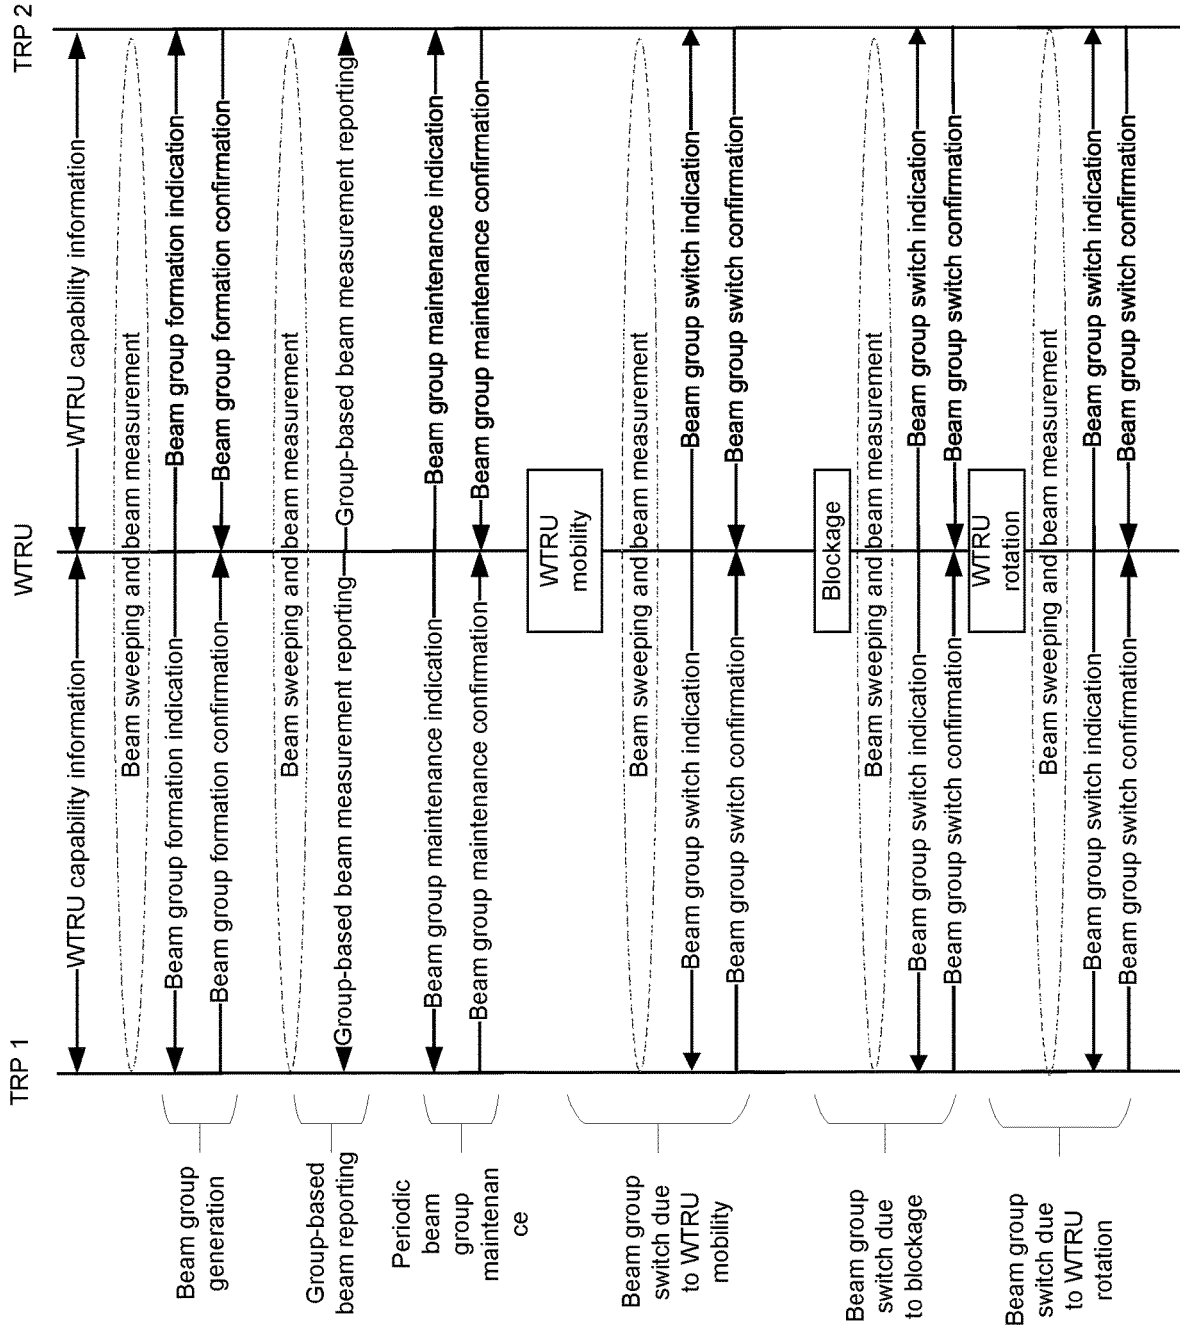 TRP 1
WTRU
TRP 2
WTRU capability information
WTRU capability information
Beam sweeping and beam measurement
Beam group
generation
Beam group formation indication
Beam group formation indication
Beam group formation confirmation
Beam group formation confirmation
Beam sweeping and beam measurement
Group-based
beam reporting
Group-based beam measurement reporting
Group-based beam measurement reporting
Periodic
beam
group
maintenan
ce
Beam group maintenance indication
Beam group maintenance indication
Beam group maintenance confirmation
Beam group maintenance confirmation
WTRU
mobility
Beam group
switch due
to WTRU
mobility
Beam sweeping and beam measurement
Beam group switch indication
Beam group switch indication
Beam group switch confirmation
Beam group switch confirmation
Blockage
Beam group
switch due
to blockage
Beam sweeping and beam measurement
Beam group switch indication
Beam group switch indication
Beam group switch confirmation
Beam group switch confirmation
WTRU
rotation
Beam group
switch due
to WTRU
rotation
Beam sweeping and beam measurement
Beam group switch indication
Beam group switch indication
Beam group switch confirmation
Beam group switch confirmation